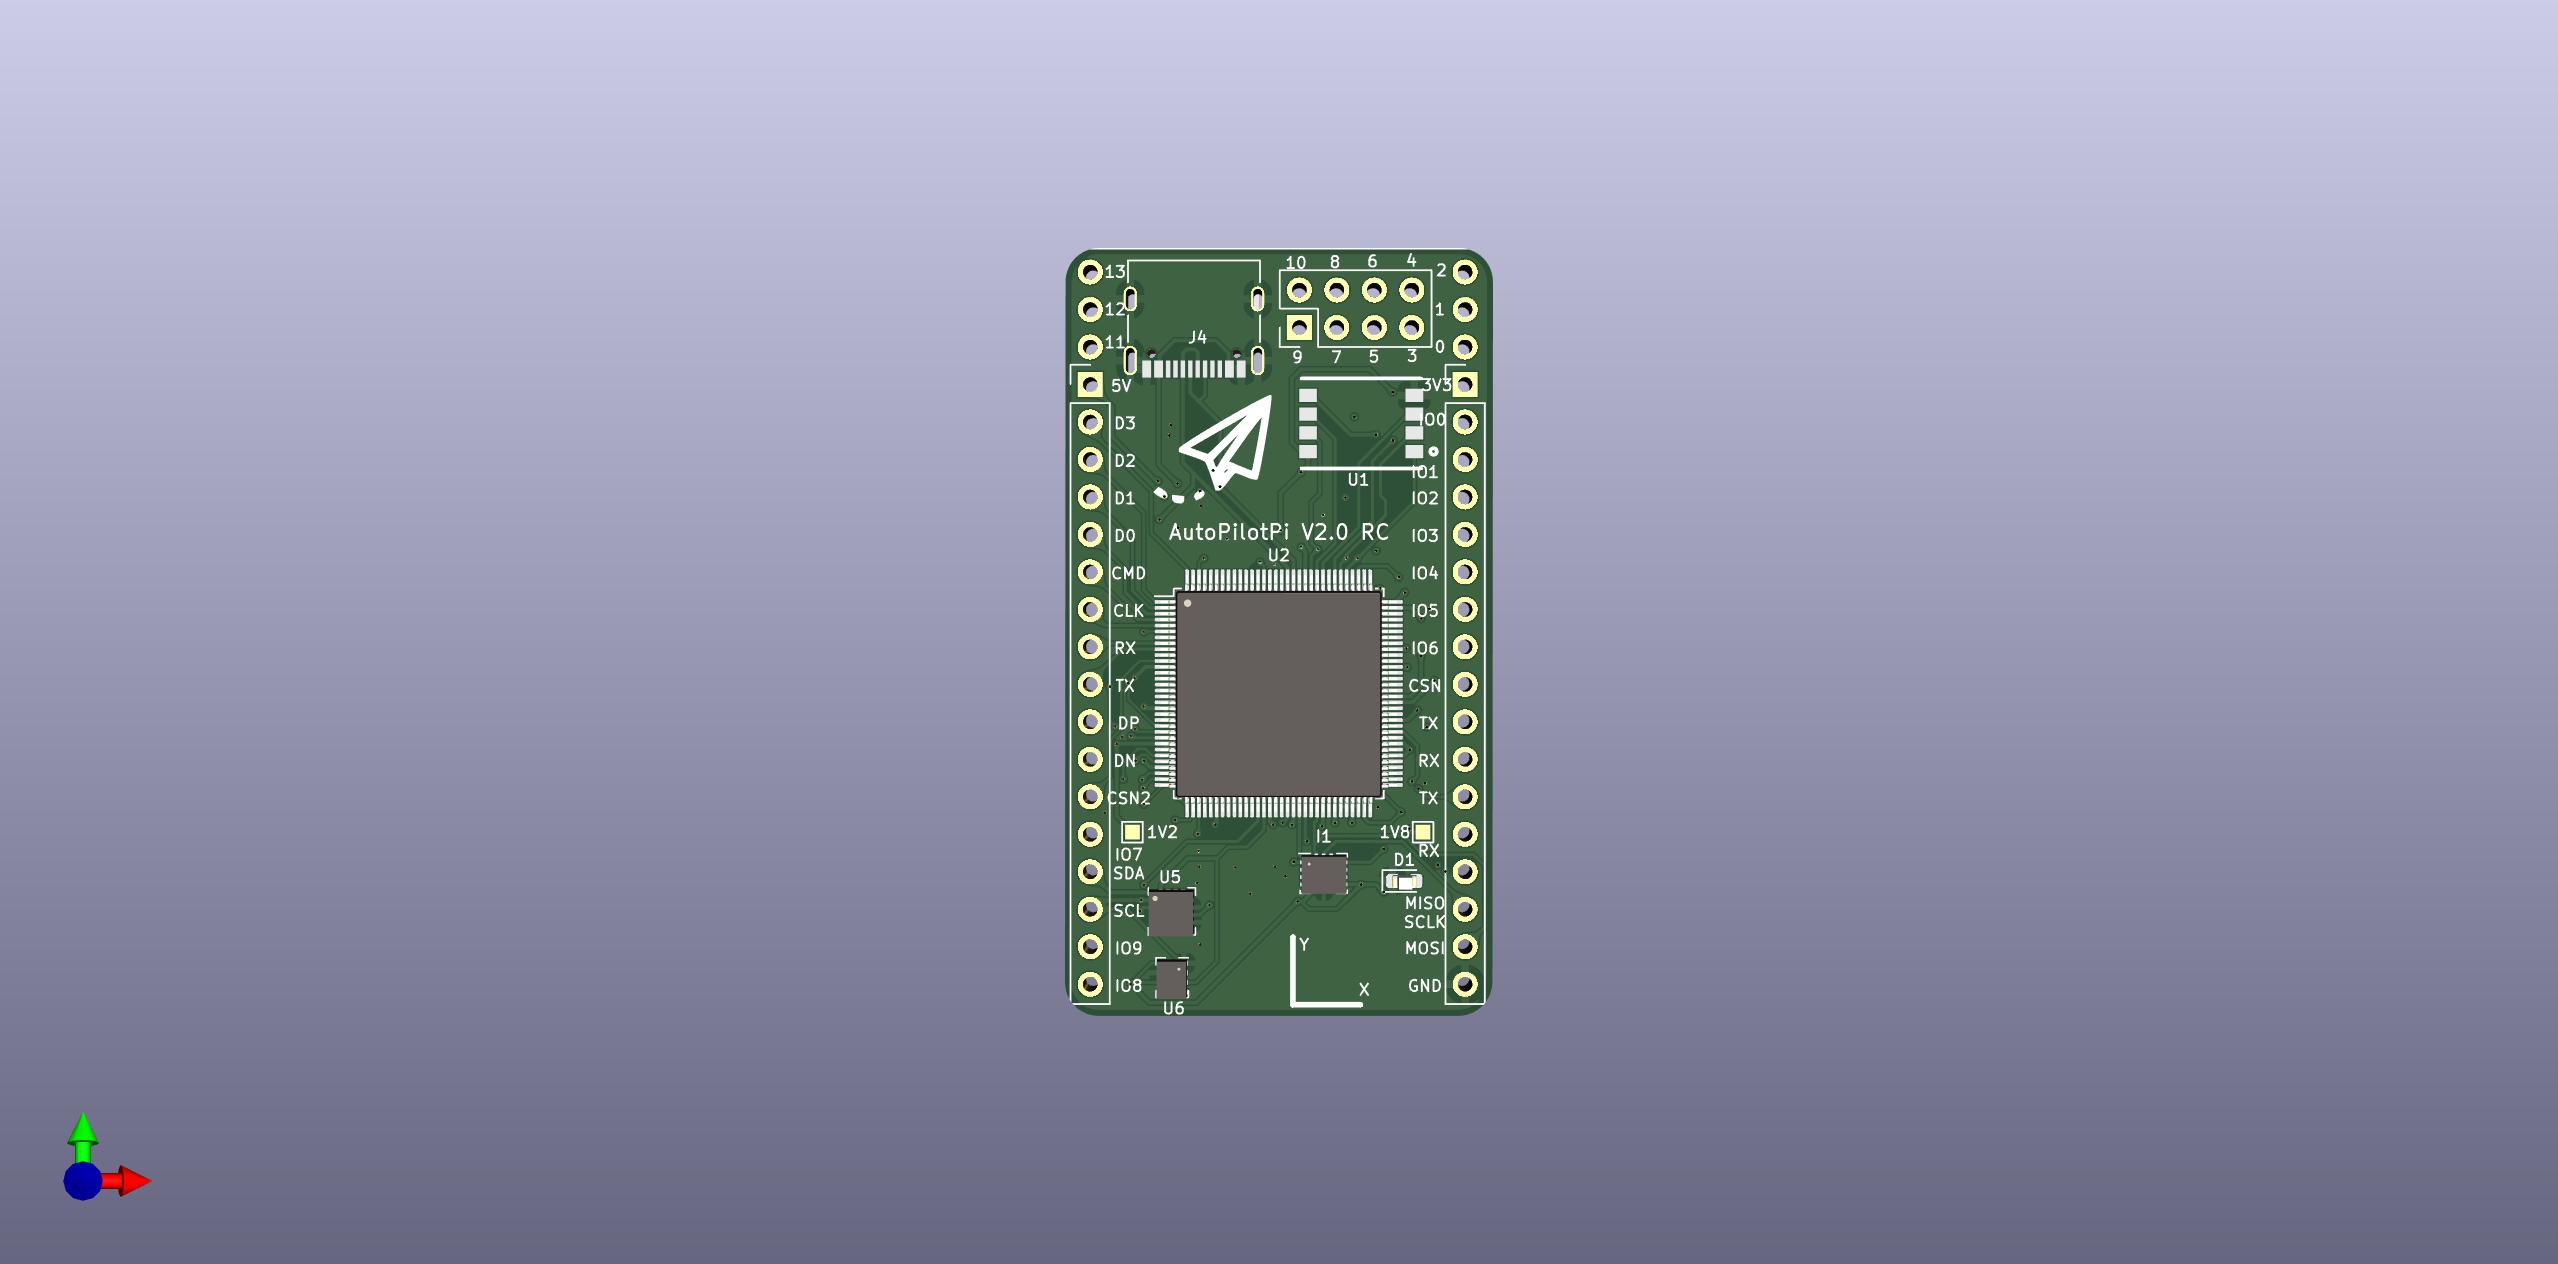 13
10 8 6 4
2
12
1
J4
11
0
9 7 5 3
5V
3V3
D3
IO0
D2
IO1
U1
D1
IO2
AutoPilotPi V2.0 RC
D0
IO3
U2
CMD
IO4
CLK
IO5
RX
IO6
TX
CSN
DP
TX
DN
RX
CSN2
TX
1V2
1V8
I1
IO7
RX
D1
SDA
U5
MISO
SCL
SCLK
Y
IO9
MOSI
IO8
X
GND
U6